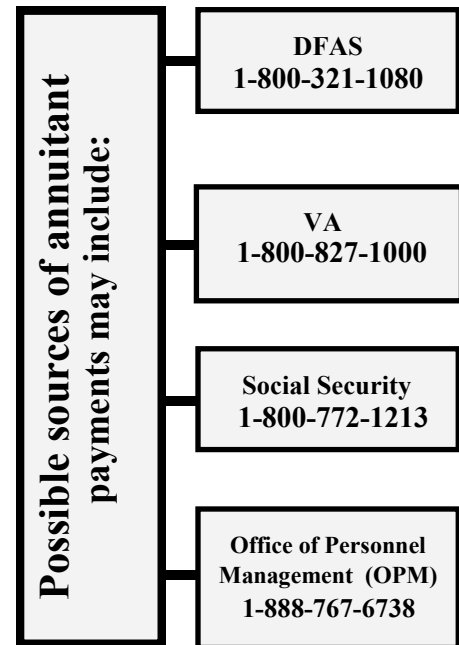 Possible sources of annuitant
payments may include:
DFAS
1-800-321-1080
VA
1-800-827-1000
Social Security
1-800-772-1213
Office of Personnel
Management (OPM)
1-888-767-6738